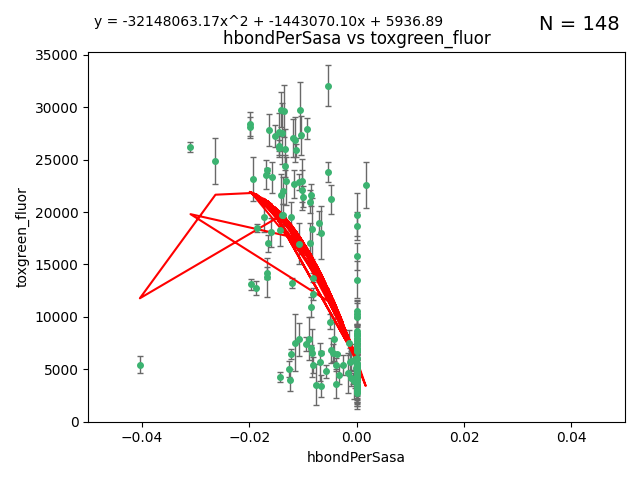 y = -32148063.17x^2 + -1443070.10x + 5936.89
N = 148
hbondPerSasa vs toxgreen_fluor
35000
30000
25000
20000
15000
10000
5000
0
toxgreen_fluor
−0.04
−0.02
0.00
0.02
0.04
hbondPerSasa